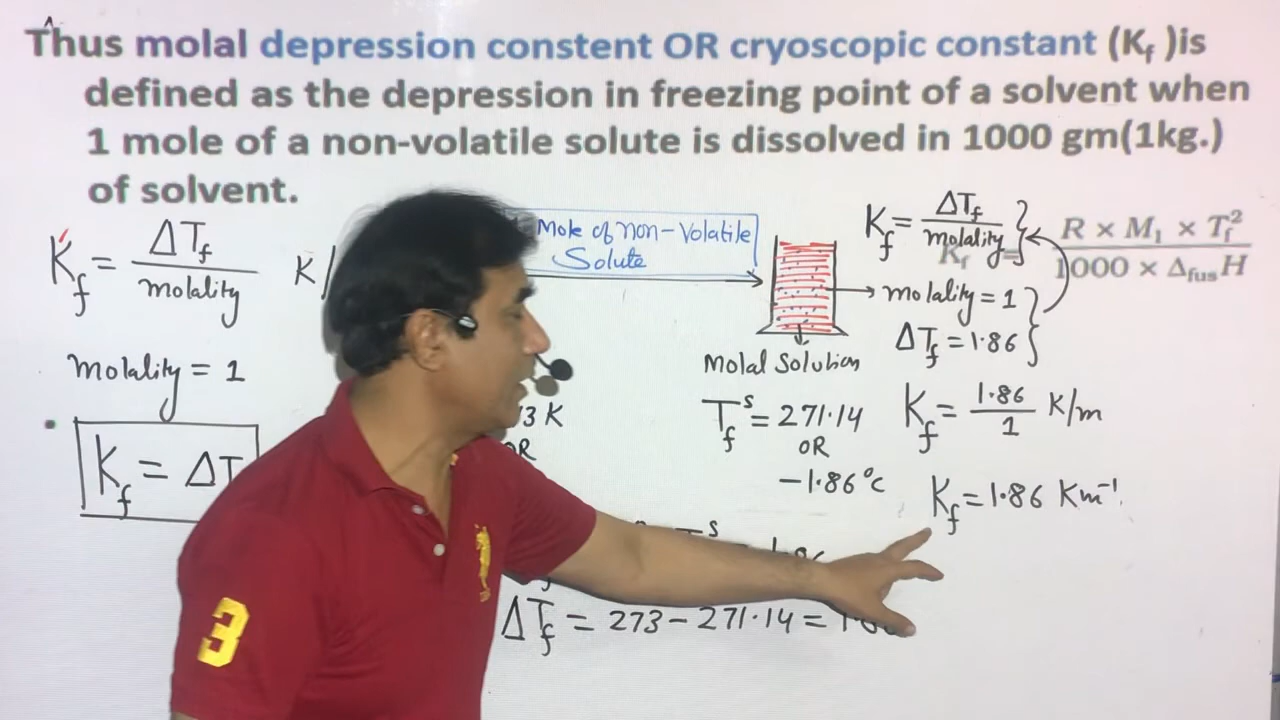 Thus molal depression constent OR cryoscopic constant (Kf )is
defined as the depression in freezing point of a solvent when
1 mole of a non-volatile solute is dissolved in 1000 gm(1kg.)
of solvent.
Kf = ΔTf / molality K/
molality = 1
Kf = ΔT
Mole of non-volatile
Solute
3 K
OR
Molal Solution
Tf^s = 271.14
OR
-1.86°c
Kf = ΔTf / molality
molality = 1
ΔTf = 1.86
Kf = 1.86/1 K/m
Kf = 1.86 Km⁻¹
R × M1 × Tf² / 1000 × ΔfusH
Kf
ΔTf = 273 - 271.14 =
3